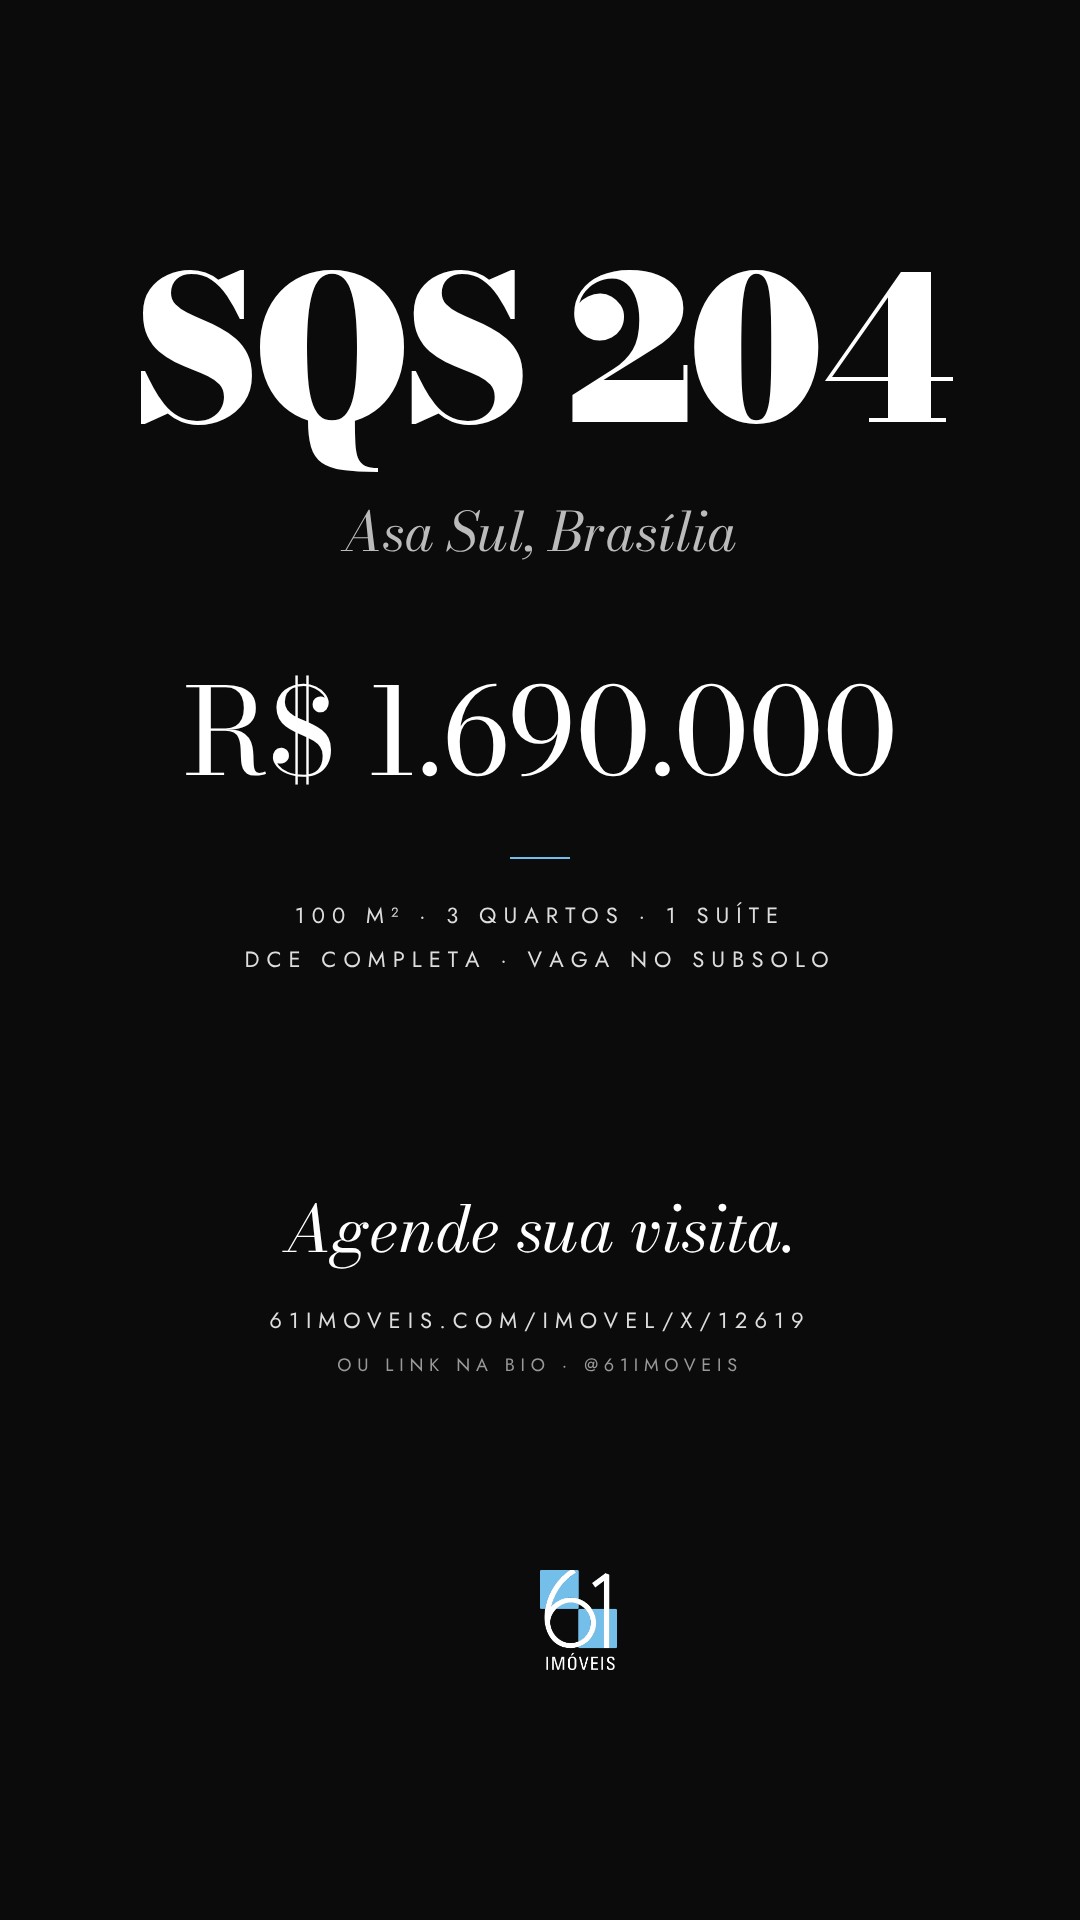 SQS 204
Asa Sul, Brasília
R$ 1.690.000
100 M² · 3 QUARTOS · 1 SUÍTE
DCE COMPLETA · VAGA NO SUBSOLO
Agende sua visita.
61IMOVEIS.COM/IMOVEL/X/12619
OU LINK NA BIO · @61IMOVEIS
61
IMÓVEIS